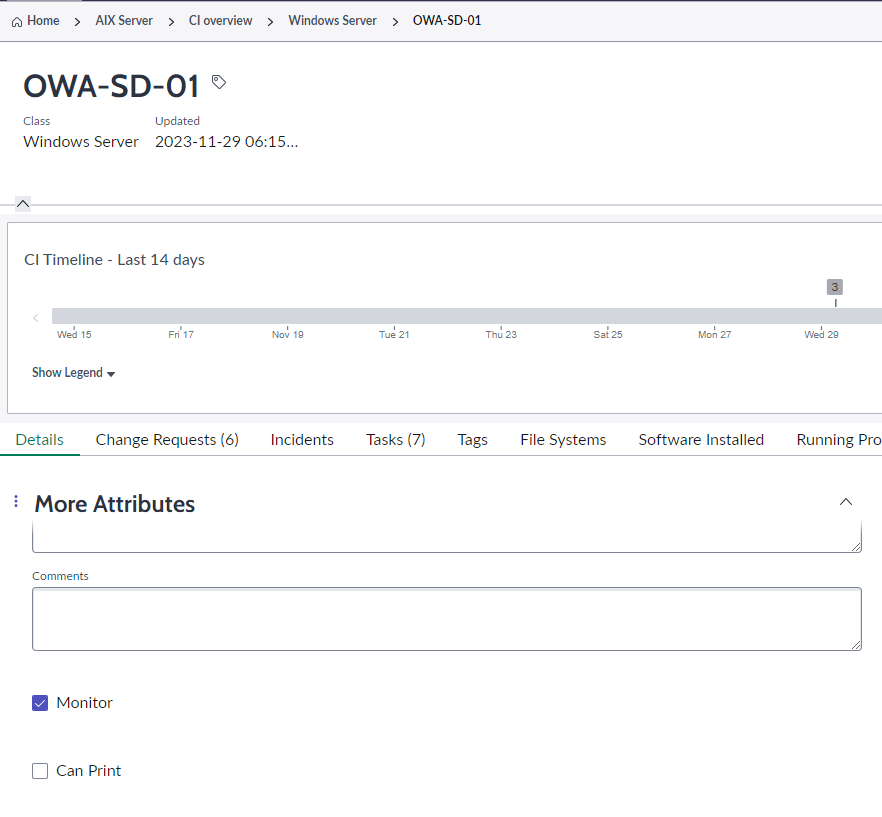 Home > AIX Server > CI overview > Windows Server > OWA-SD-01
OWA-SD-01
Class Updated
Windows Server 2023-11-29 06:15...
CI Timeline - Last 14 days
3
Wed 15 Fri 17 Nov 19 Tue 21 Thu 23 Sat 25 Mon 27 Wed 29
Show Legend
Details Change Requests (6) Incidents Tasks (7) Tags File Systems Software Installed Running Pro
More Attributes
Comments
Monitor
Can Print